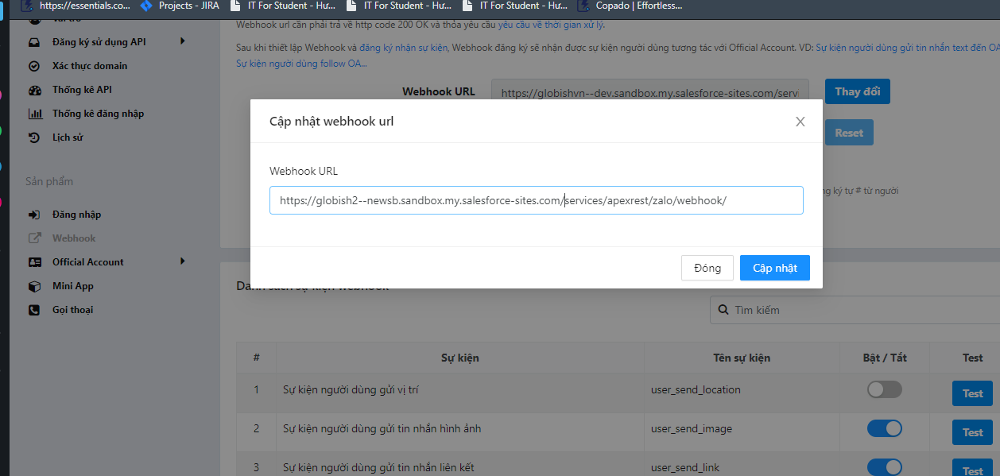 https://essentials.co... Projects - JIRA IT For Student - Hư... IT For Student - Hư... IT For Student - Hư... Copado | Effortless...
Vai trò
Đăng ký sử dụng API
Xác thực domain
Thống kê API
Thống kê đăng nhập
Lịch sử
Sản phẩm
Đăng nhập
Webhook
Official Account
Mini App
Gọi thoại
Webhook url cần phải trả về http code 200 OK và thỏa yêu cầu yêu cầu về thời gian xử lý.
Sau khi thiết lập Webhook và đăng ký nhận sự kiện, Webhook đăng ký sẽ nhận được sự kiện người dùng tương tác với Official Account. VD: Sự kiện người dùng gửi tin nhắn text đến OA
Sự kiện người dùng follow OA...
Webhook URL https://globishvn--dev.sandbox.my.salesforce-sites.com/servi Thay đổi
Reset
ký tự # từ người
Cập nhật webhook url
Webhook URL
https://globish2--newsb.sandbox.my.salesforce-sites.com/services/apexrest/zalo/webhook/
Đóng Cập nhật
Danh sách sự kiện webhook
Tìm kiếm
# Sự kiện Tên sự kiện Bật / Tắt Test
1 Sự kiện người dùng gửi vị trí user_send_location Test
2 Sự kiện người dùng gửi tin nhắn hình ảnh user_send_image Test
3 Sự kiện người dùng gửi tin nhắn liên kết user_send_link Test